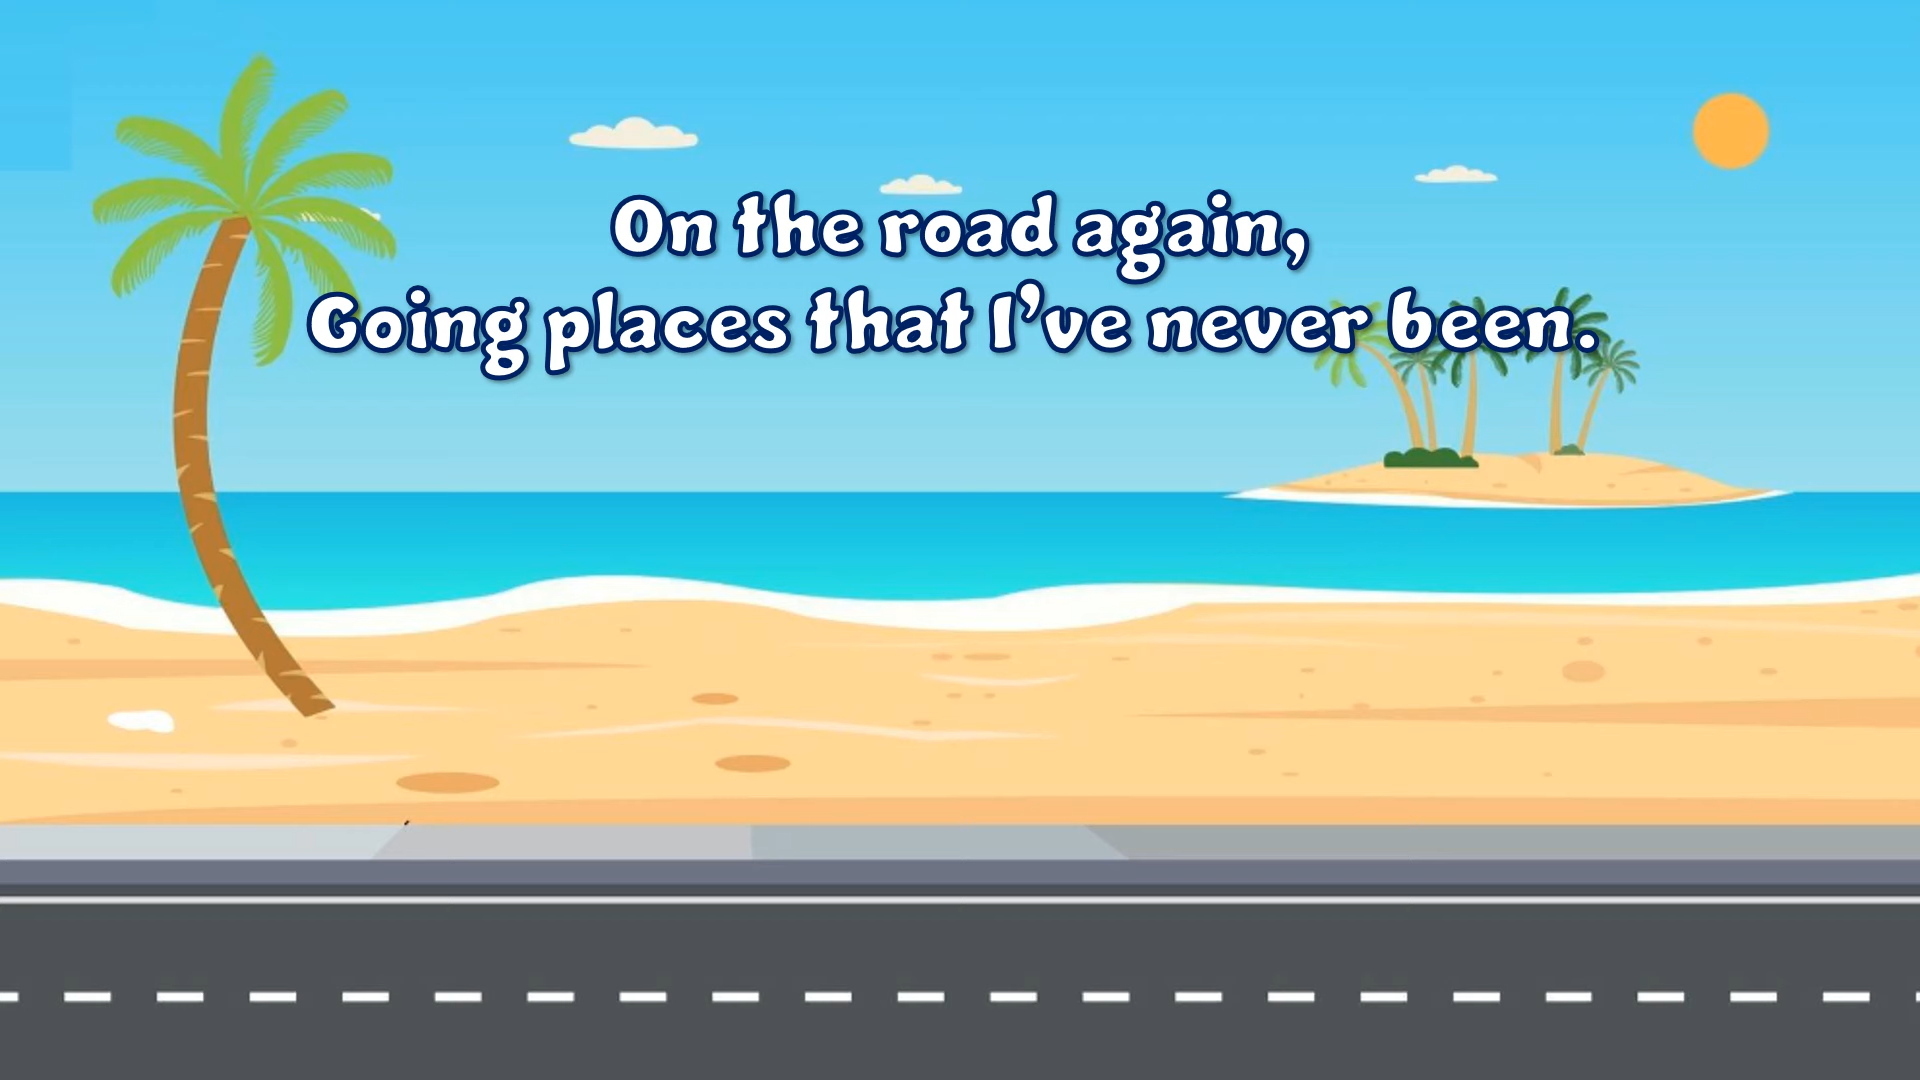 On the road again,
Going places that I've never been.